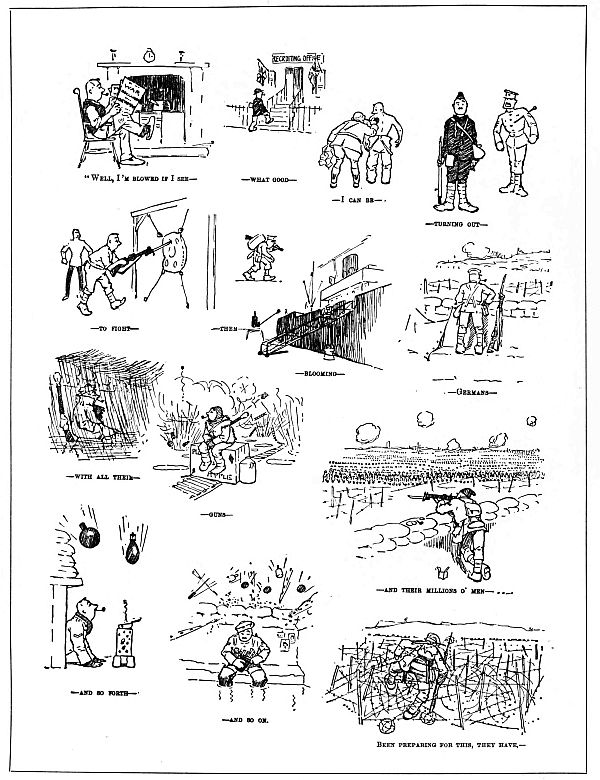 RECRUITING OFFICE
"Well, I'm blowed if I see—
—what good—
—I can be—
—turning out—
—to fight—
—them—
—blooming—
—Germans—
—with all their—
—guns—
—and their millions o' men—
—and so forth—
—and so on.
Been preparing for this, they have,—